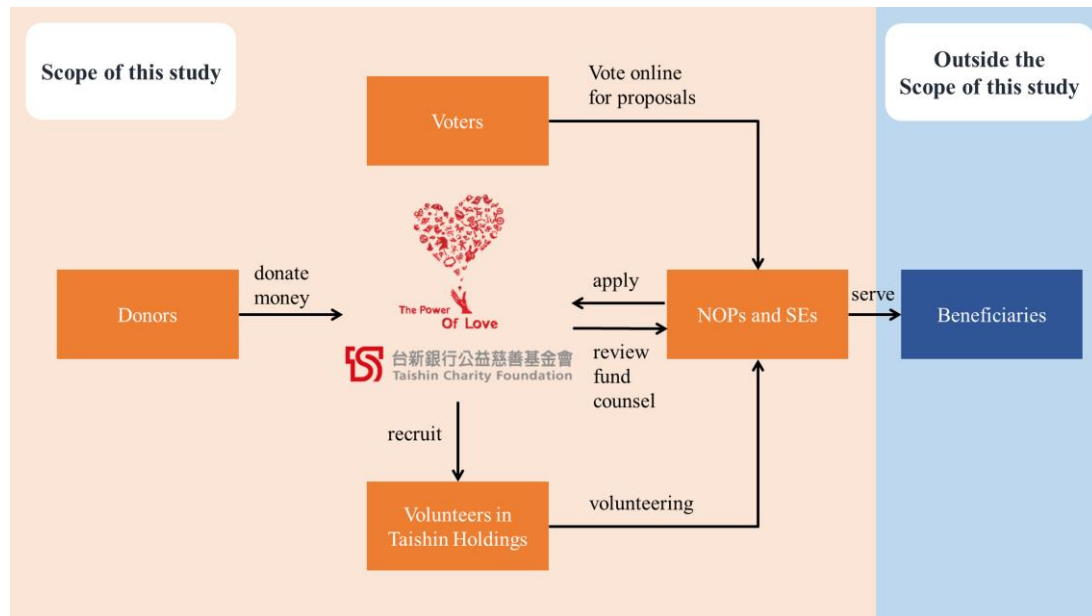 Scope of this study
Outside the
Scope of this study
Vote online
for proposals
Voters
donate
money
Donors
The Power
Of Love
台新銀行公益慈善基金會
Taishin Charity Foundation
apply
review
fund
counsel
NOPs and SEs
serve
Beneficiaries
recruit
Volunteers in
Taishin Holdings
volunteering